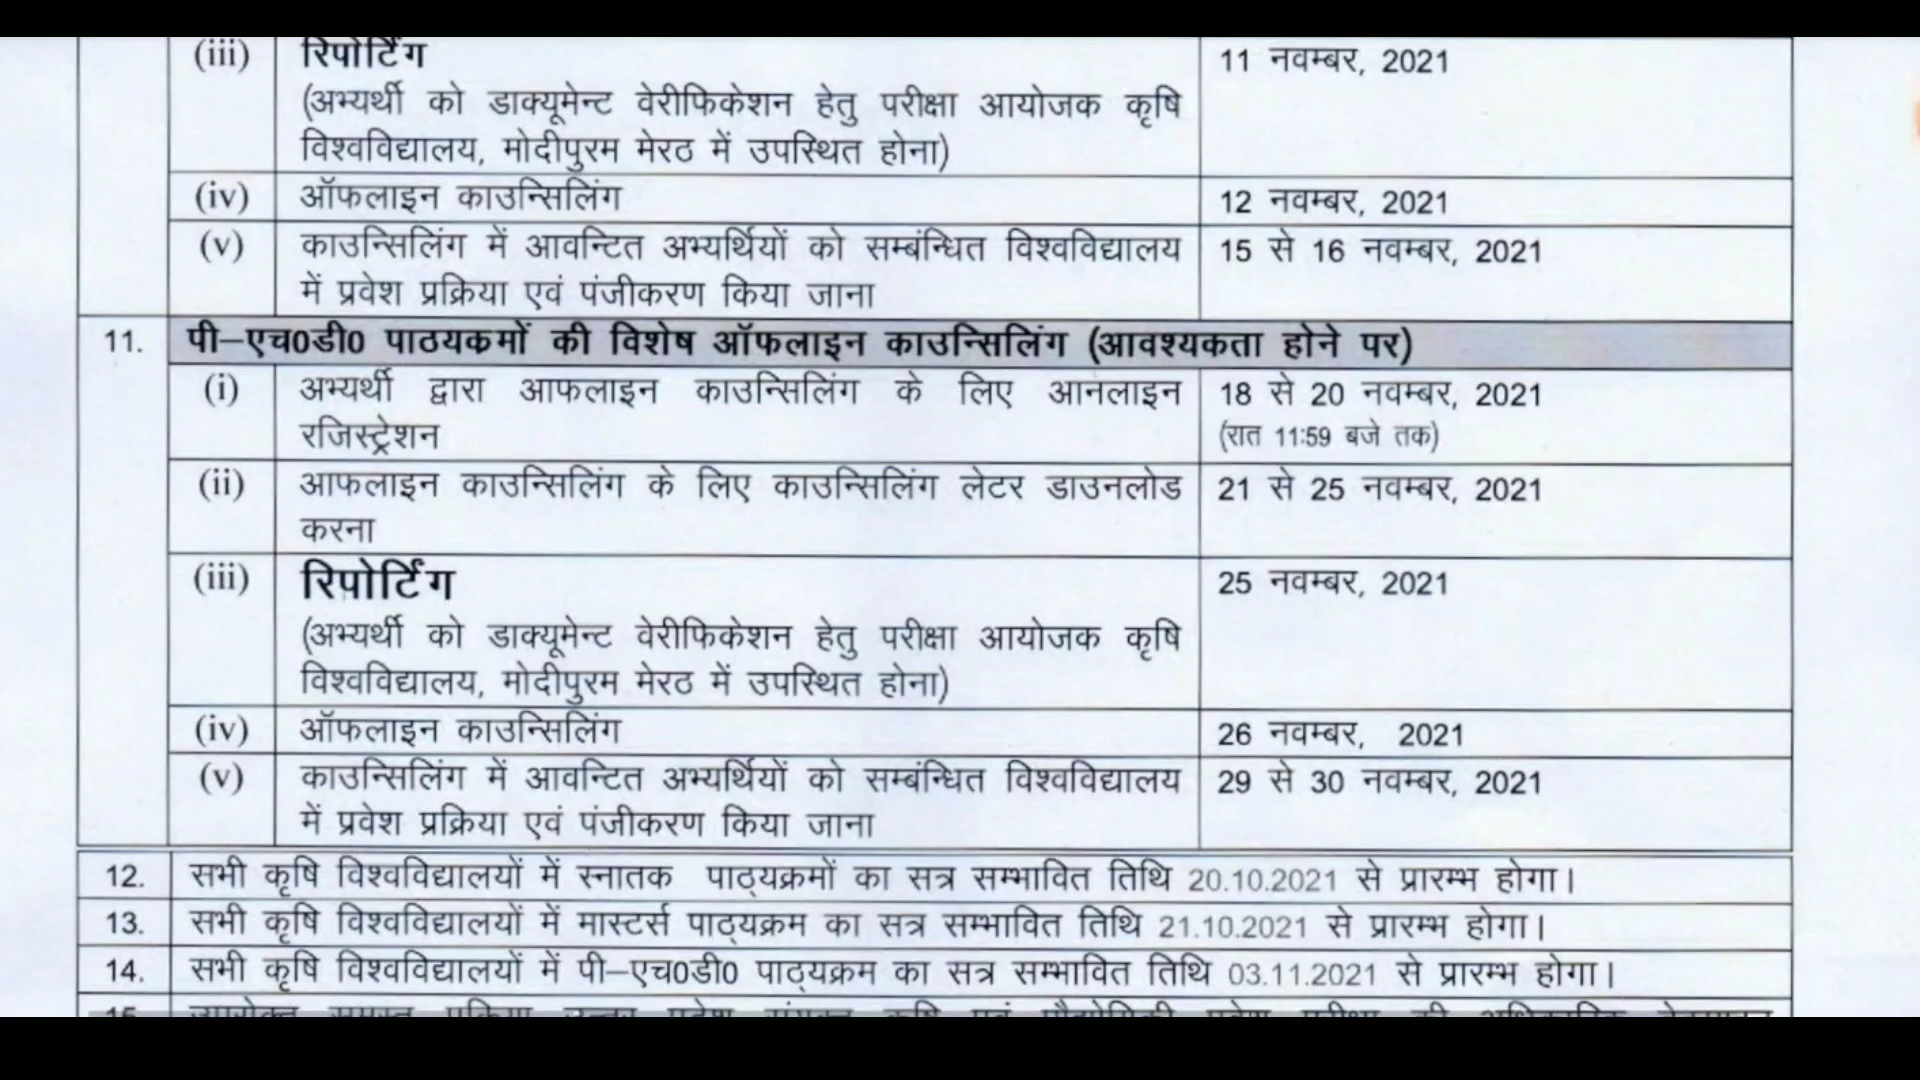 (iii) रिपोर्टिंग 11 नवम्बर, 2021
(अभ्यर्थी को डाक्यूमेन्ट वेरीफिकेशन हेतु परीक्षा आयोजक कृषि
विश्वविद्यालय, मोदीपुरम मेरठ में उपस्थित होना)
(iv) ऑफलाइन काउन्सिलिंग 12 नवम्बर, 2021
(v) काउन्सिलिंग में आवन्टित अभ्यर्थियों को सम्बंन्धित विश्वविद्यालय 15 से 16 नवम्बर, 2021
में प्रवेश प्रक्रिया एवं पंजीकरण किया जाना
11. पी–एच0डी0 पाठयकमों की विशेष ऑफलाइन काउन्सिलिंग (आवश्यकता होने पर)
(i) अभ्यर्थी द्वारा आफलाइन काउन्सिलिंग के लिए आनलाइन 18 से 20 नवम्बर, 2021
रजिस्ट्रेशन (रात 11:59 बजे तक)
(ii) आफलाइन काउन्सिलिंग के लिए काउन्सिलिंग लेटर डाउनलोड 21 से 25 नवम्बर, 2021
करना
(iii) रिपोर्टिंग 25 नवम्बर, 2021
(अभ्यर्थी को डाक्यूमेन्ट वेरीफिकेशन हेतु परीक्षा आयोजक कृषि
विश्वविद्यालय, मोदीपुरम मेरठ में उपस्थित होना)
(iv) ऑफलाइन काउन्सिलिंग 26 नवम्बर, 2021
(v) काउन्सिलिंग में आवन्टित अभ्यर्थियों को सम्बंन्धित विश्वविद्यालय 29 से 30 नवम्बर, 2021
में प्रवेश प्रक्रिया एवं पंजीकरण किया जाना
12. सभी कृषि विश्वविद्यालयों में स्नातक पाठ्यक्रमों का सत्र सम्भावित तिथि 20.10.2021 से प्रारम्भ होगा।
13. सभी कृषि विश्वविद्यालयों में मास्टर्स पाठ्यक्रम का सत्र सम्भावित तिथि 21.10.2021 से प्रारम्भ होगा।
14. सभी कृषि विश्वविद्यालयों में पी–एच0डी0 पाठ्यक्रम का सत्र सम्भावित तिथि 03.11.2021 से प्रारम्भ होगा।